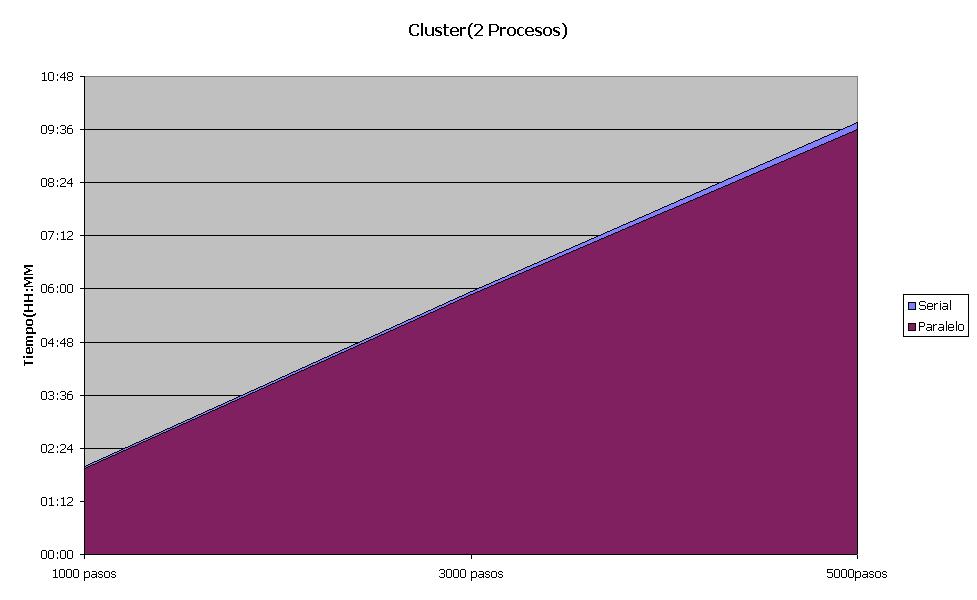 Cluster(2 Procesos)
10:48
09:36
08:24
07:12
06:00
04:48
03:36
02:24
01:12
00:00
Tiempo(HH:MM
1000 pasos
3000 pasos
5000pasos
Serial
Paralelo